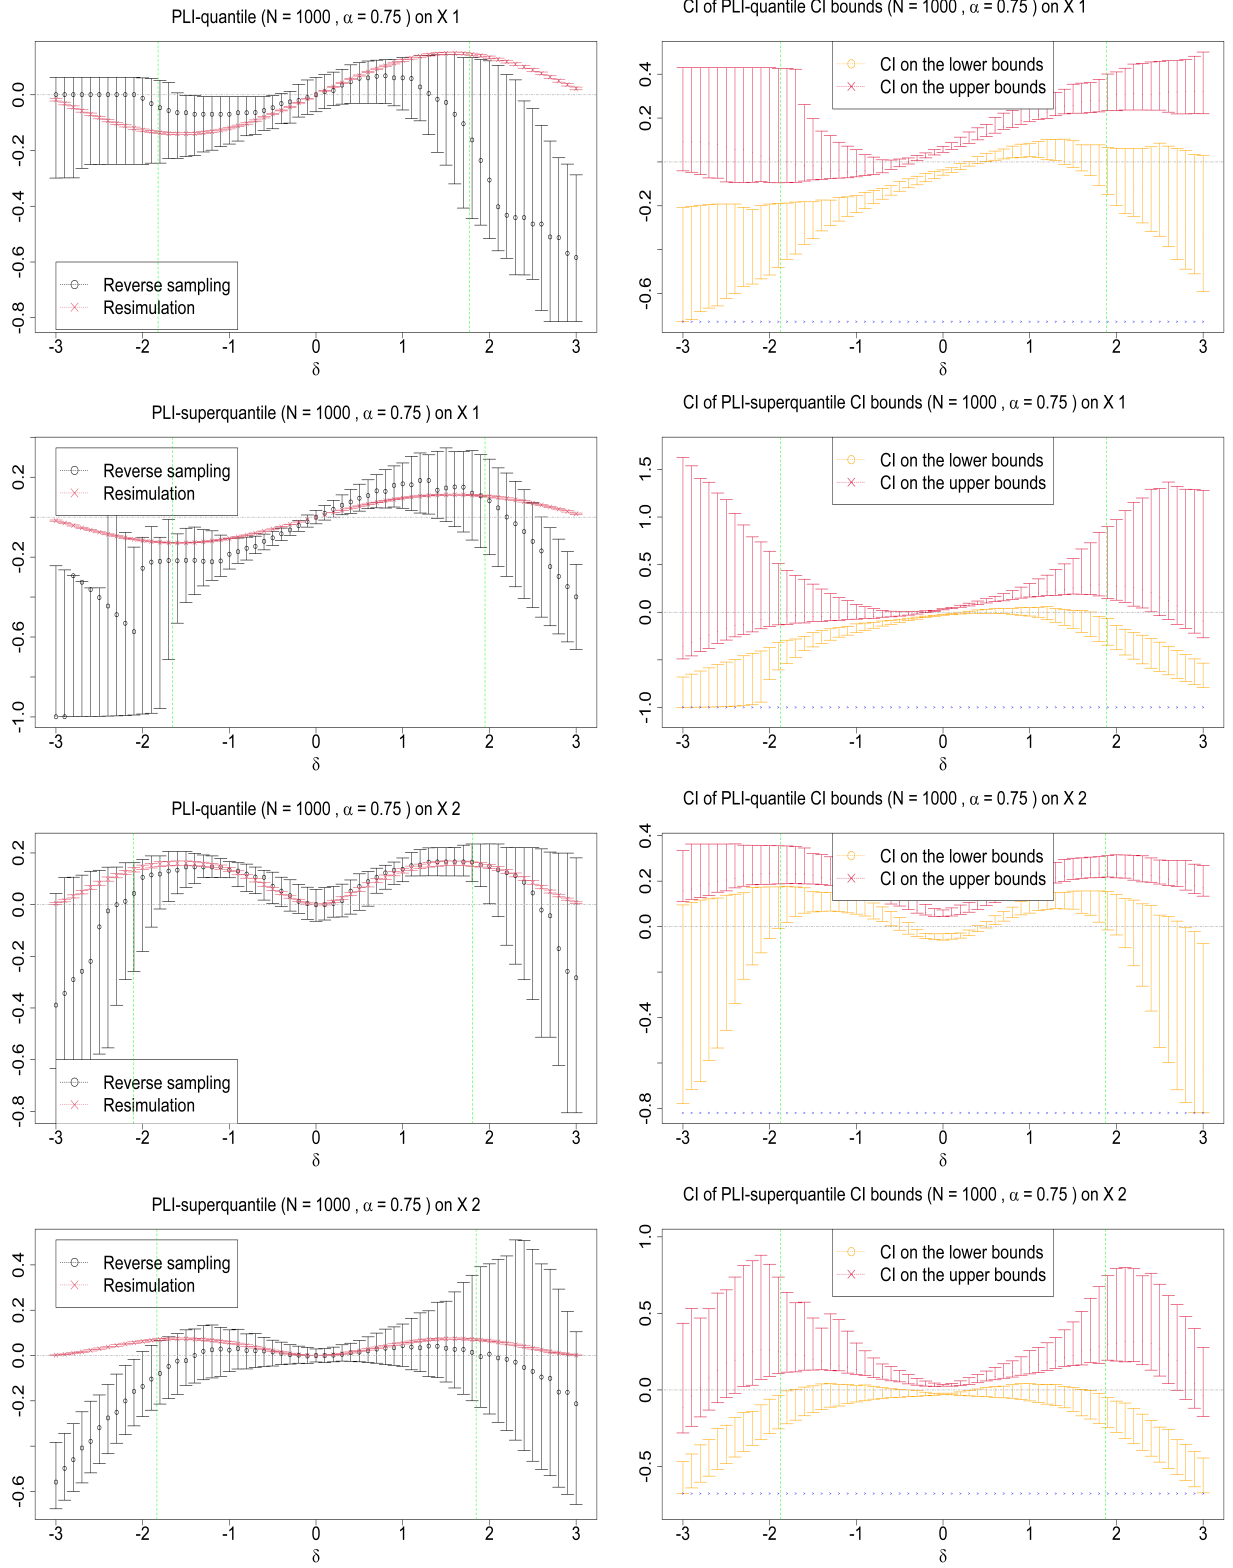 PLI-quantile (N = 1000 , α = 0.75 ) on X 1
0.0
-0.2
-0.4
-0.6
-0.8
Reverse sampling
Resimulation
-3 -2 -1 0 1 2 3
δ
CI of PLI-quantile CI bounds (N = 1000 , α = 0.75 ) on X 1
0.4
0.2
-0.2
-0.6
CI on the lower bounds
CI on the upper bounds
-3 -2 -1 0 1 2 3
δ
PLI-superquantile (N = 1000 , α = 0.75 ) on X 1
0.2
-0.2
-0.6
-1.0
Reverse sampling
Resimulation
-3 -2 -1 0 1 2 3
δ
CI of PLI-superquantile CI bounds (N = 1000 , α = 0.75 ) on X 1
1.5
1.0
0.5
0.0
-1.0
CI on the lower bounds
CI on the upper bounds
-3 -2 -1 0 1 2 3
δ
PLI-quantile (N = 1000 , α = 0.75 ) on X 2
0.2
0.0
-0.2
-0.4
-0.6
-0.8
Reverse sampling
Resimulation
-3 -2 -1 0 1 2 3
δ
CI of PLI-quantile CI bounds (N = 1000 , α = 0.75 ) on X 2
0.4
0.2
0.0
-0.4
-0.8
CI on the lower bounds
CI on the upper bounds
-3 -2 -1 0 1 2 3
δ
PLI-superquantile (N = 1000 , α = 0.75 ) on X 2
0.4
0.2
0.0
-0.2
-0.6
Reverse sampling
Resimulation
-3 -2 -1 0 1 2 3
δ
CI of PLI-superquantile CI bounds (N = 1000 , α = 0.75 ) on X 2
1.0
0.5
0.0
-0.5
CI on the lower bounds
CI on the upper bounds
-3 -2 -1 0 1 2 3
δ